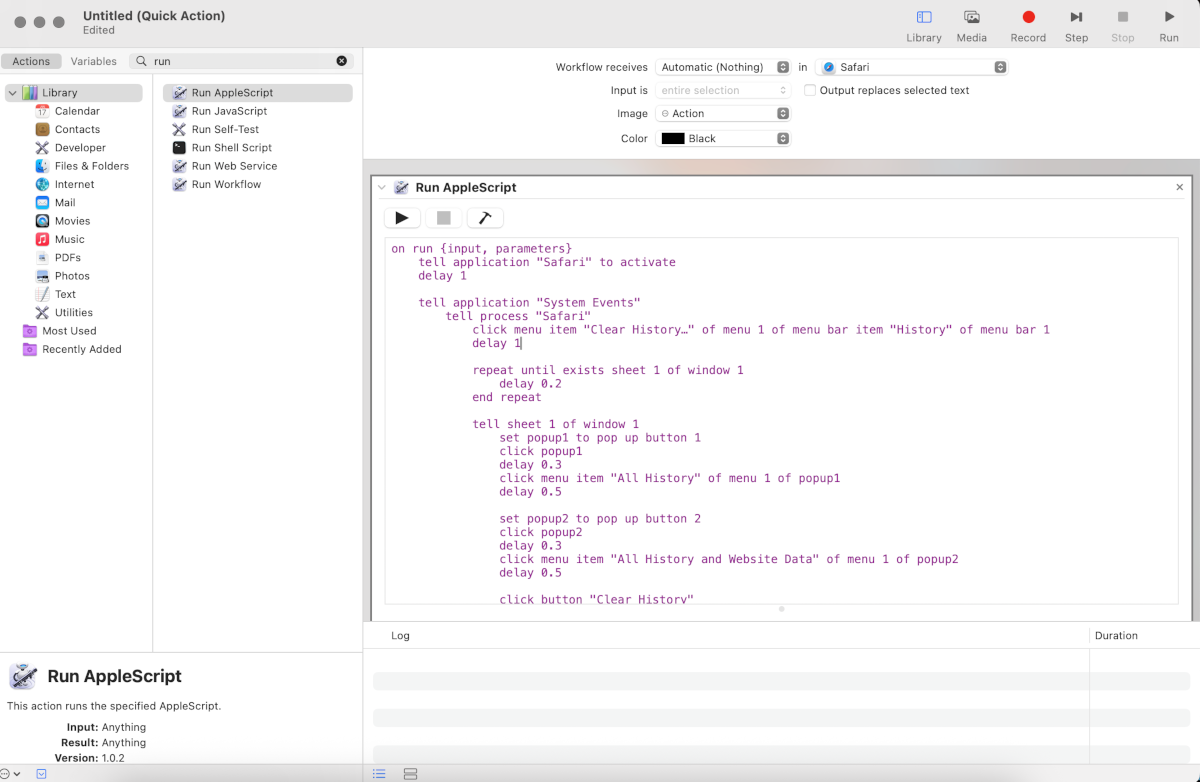 Untitled (Quick Action)
Edited
Library
Media
Record
Step
Stop
Run
Actions
Variables
run
Library
Calendar
Contacts
Developer
Files & Folders
Internet
Mail
Movies
Music
PDFs
Photos
Text
Utilities
Most Used
Recently Added
Run AppleScript
Run JavaScript
Run Self-Test
Run Shell Script
Run Web Service
Run Workflow
Workflow receives Automatic (Nothing) in Safari
Input is entire selection Output replaces selected text
Image Action
Color Black
Run AppleScript
on run {input, parameters}
tell application "Safari" to activate
delay 1
tell application "System Events"
tell process "Safari"
click menu item "Clear History…" of menu 1 of menu bar item "History" of menu bar 1
delay 1
repeat until exists sheet 1 of window 1
delay 0.2
end repeat
tell sheet 1 of window 1
set popup1 to pop up button 1
click popup1
delay 0.3
click menu item "All History" of menu 1 of popup1
delay 0.5
set popup2 to pop up button 2
click popup2
delay 0.3
click menu item "All History and Website Data" of menu 1 of popup2
delay 0.5
click button "Clear History"
Log
Duration
Run AppleScript
This action runs the specified AppleScript.
Input: Anything
Result: Anything
Version: 1.0.2